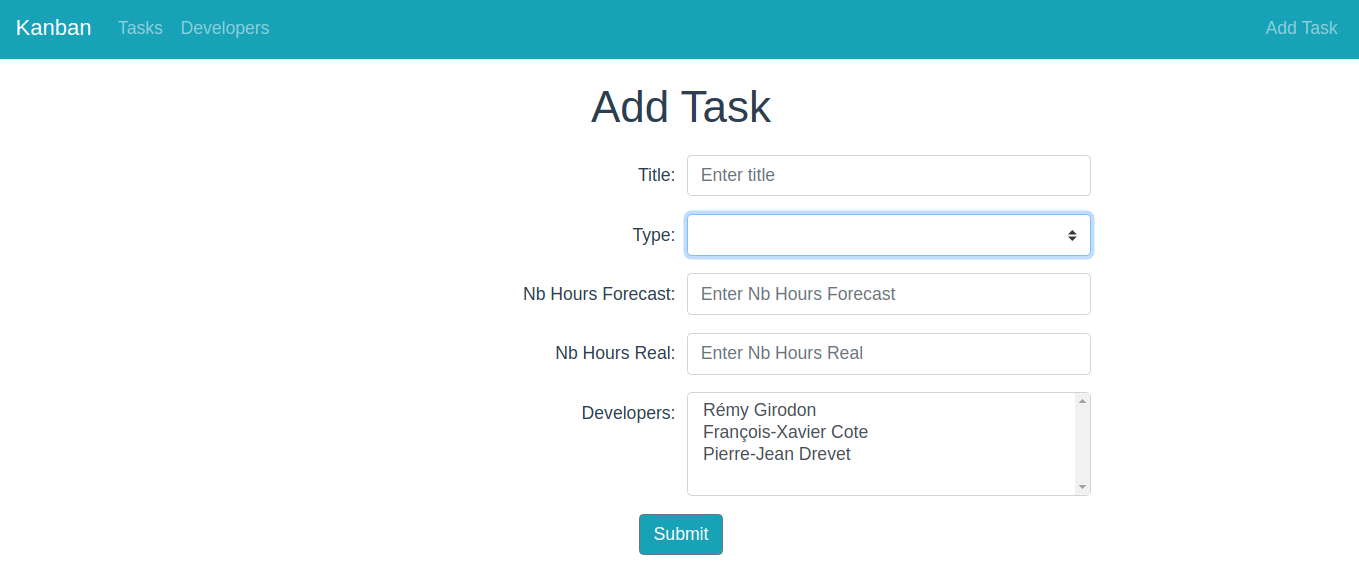 Kanban Tasks Developers Add Task
Add Task
Title: Enter title
Type:
Nb Hours Forecast: Enter Nb Hours Forecast
Nb Hours Real: Enter Nb Hours Real
Developers: Rémy Girodon
François-Xavier Cote
Pierre-Jean Drevet
Submit